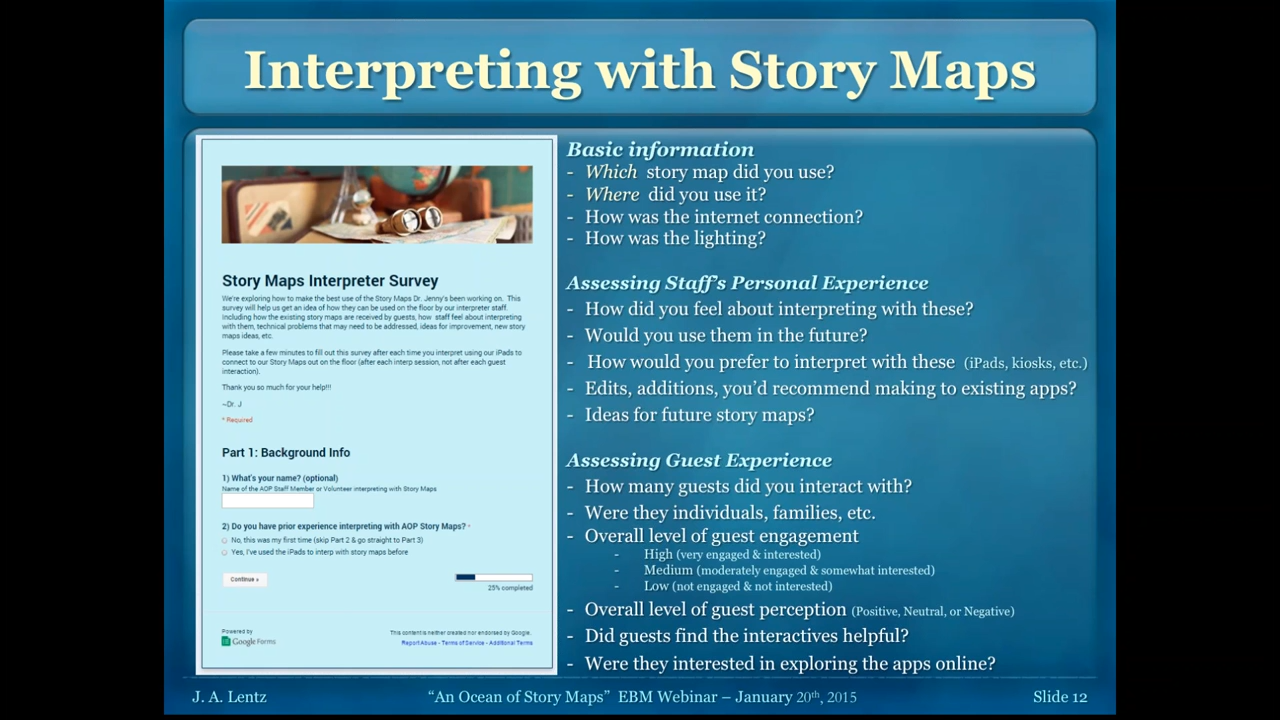 Interpreting with Story Maps
Story Maps Interpreter Survey
We're exploring how to make the best use of the Story Maps Dr. Jenny's been working on. This
survey will help us get an idea of how they can be used on the floor by our interpreter staff.
Including how the existing story maps are received by guests, how staff feel about interpreting
with them, technical problems that may need to be addressed, ideas for improvement, new story
maps ideas, etc.
Please take a few minutes to fill out this survey after each time you interpret using our iPads to
connect to our Story Maps out on the floor (after each interp session, not after each guest
interaction).
Thank you so much for your help!!!
~Dr. J
* Required
Part 1: Background Info
1) What's your name? (optional)
Name of the AOP Staff Member or Volunteer interpreting with Story Maps
2) Do you have prior experience interpreting with AOP Story Maps? *
No, this was my first time (skip Part 2 & go straight to Part 3)
Yes, I've used the iPads to interp with story maps before
Continue »
25% completed
Powered by
Google Forms
This content is neither created nor endorsed by Google.
Report Abuse - Terms of Service - Additional Terms
Basic information
- Which story map did you use?
- Where did you use it?
- How was the internet connection?
- How was the lighting?
Assessing Staff's Personal Experience
- How did you feel about interpreting with these?
- Would you use them in the future?
- How would you prefer to interpret with these (iPads, kiosks, etc.)
- Edits, additions, you'd recommend making to existing apps?
- Ideas for future story maps?
Assessing Guest Experience
- How many guests did you interact with?
- Were they individuals, families, etc.
- Overall level of guest engagement
- High (very engaged & interested)
- Medium (moderately engaged & somewhat interested)
- Low (not engaged & not interested)
- Overall level of guest perception (Positive, Neutral, or Negative)
- Did guests find the interactives helpful?
- Were they interested in exploring the apps online?
J. A. Lentz
“An Ocean of Story Maps” EBM Webinar – January 20th, 2015
Slide 12